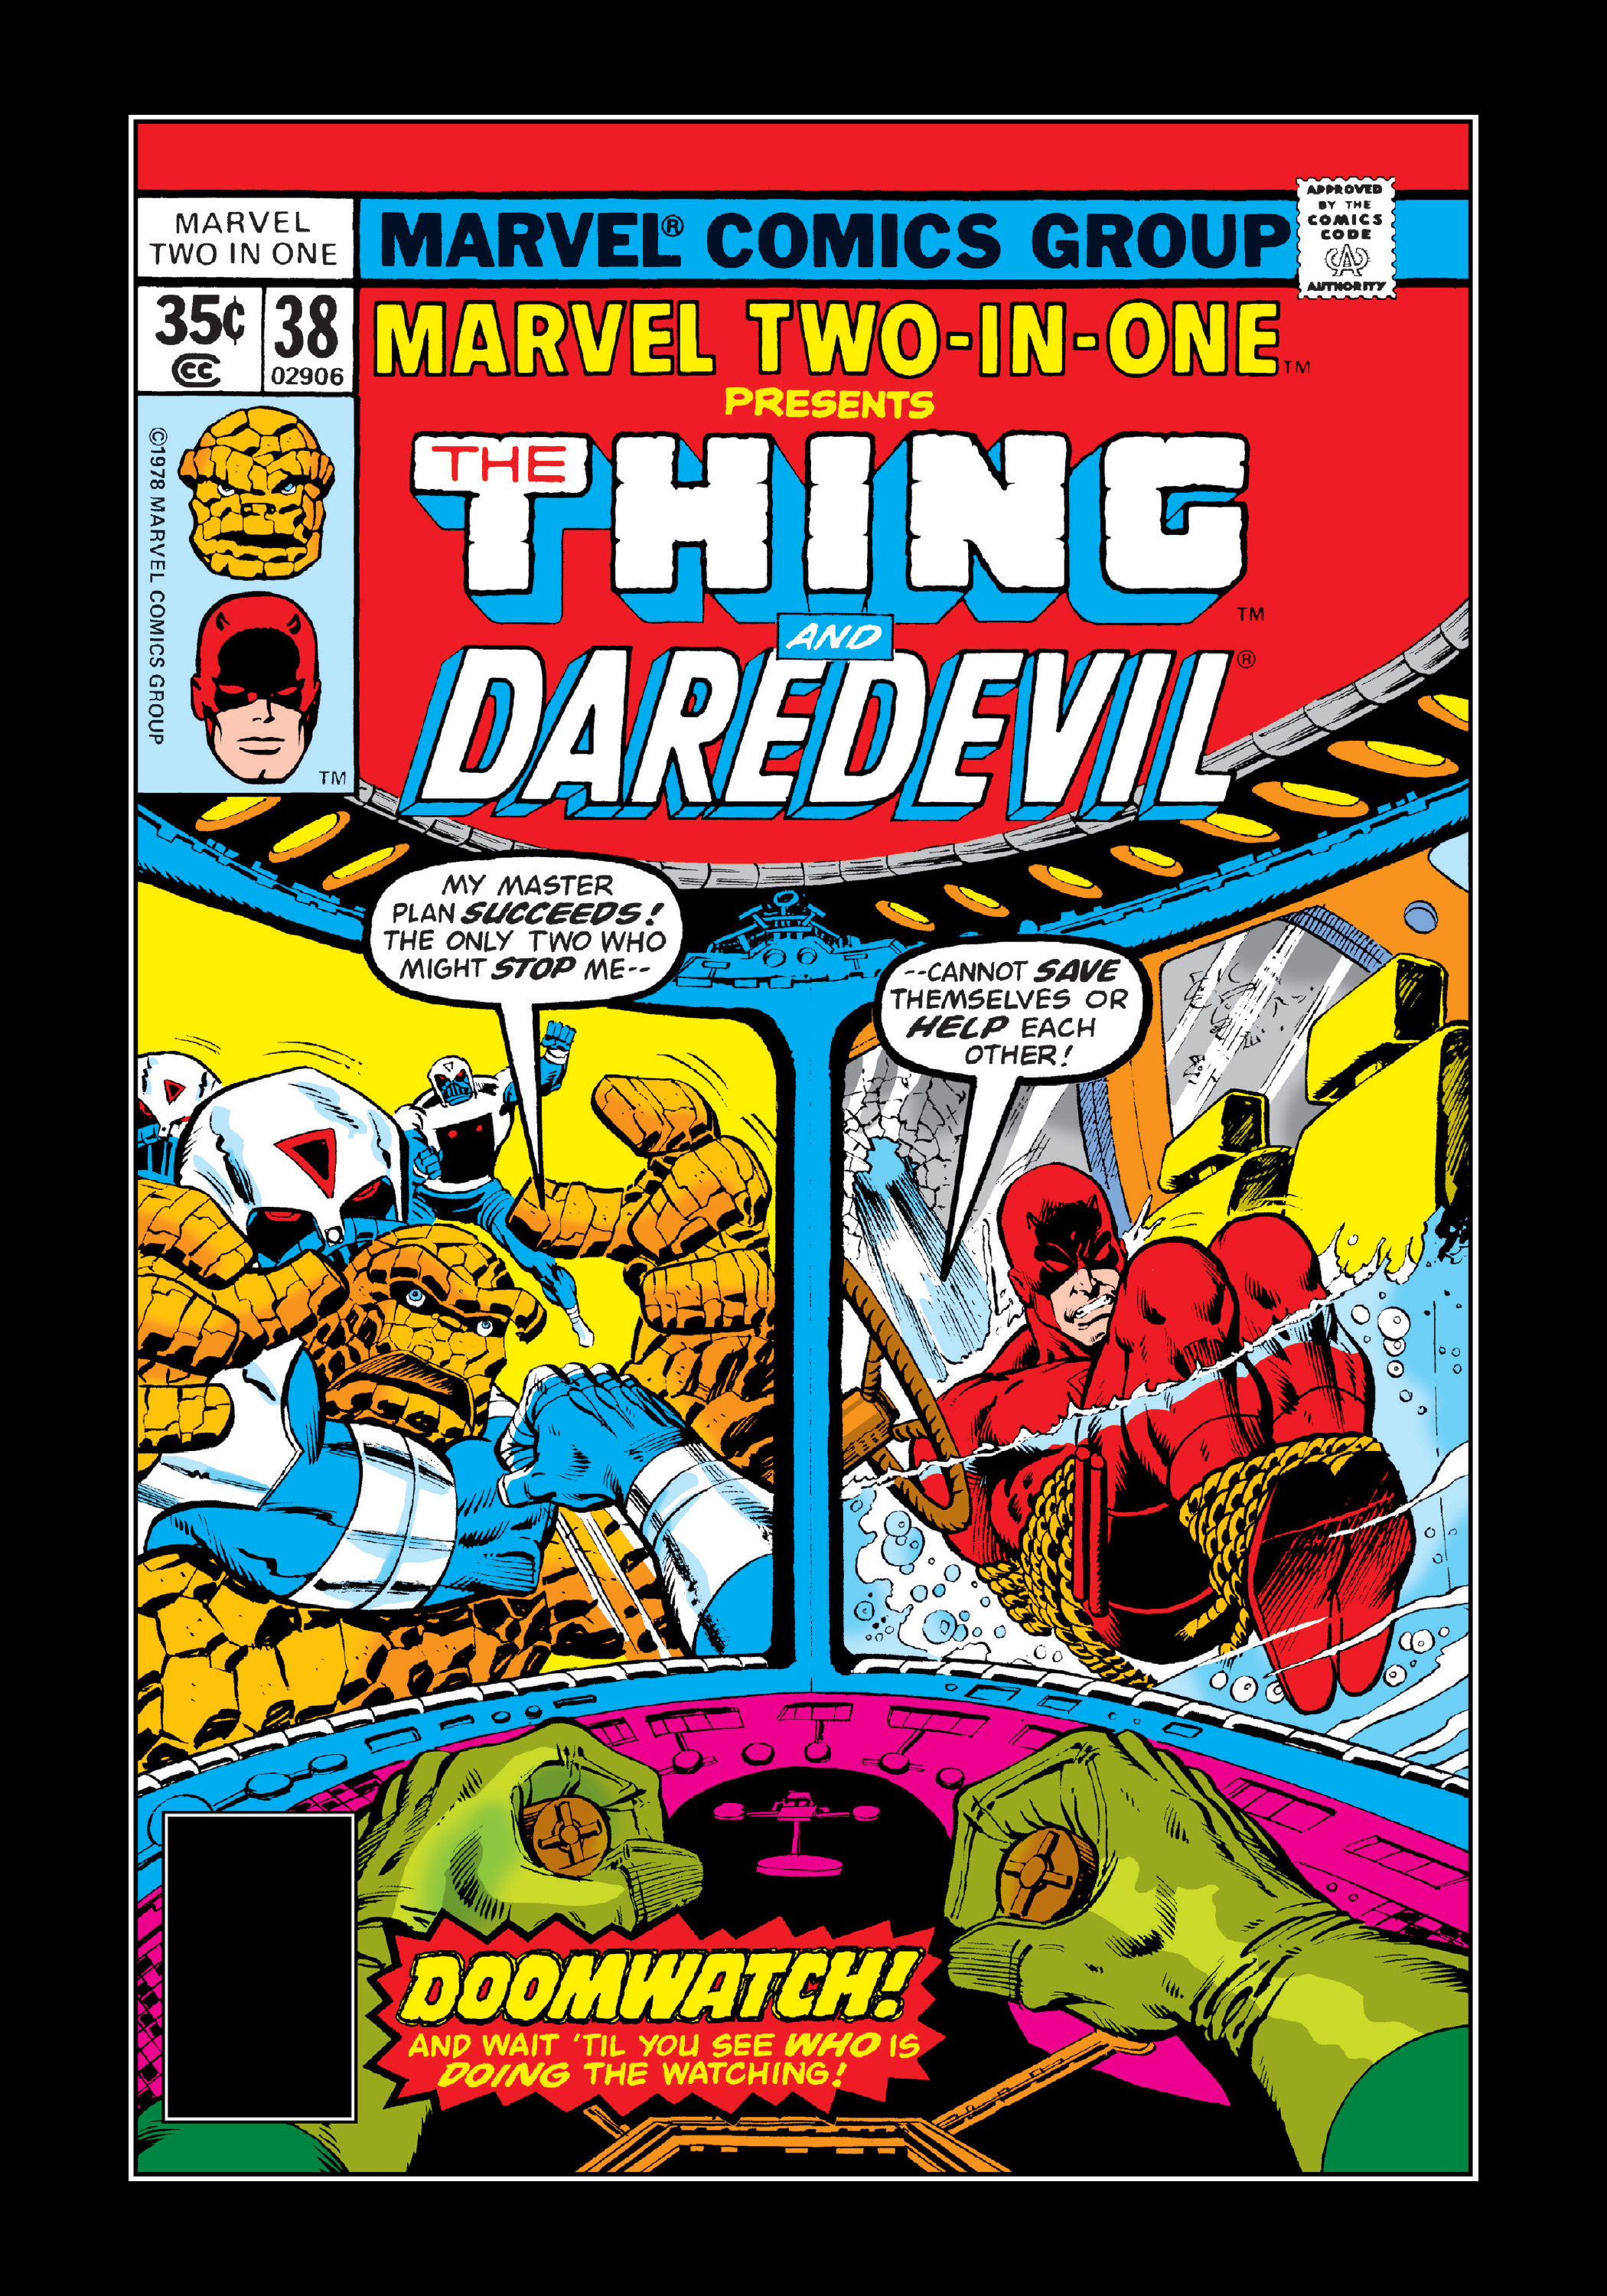 MARVEL
TWO IN ONE
MARVEL® COMICS GROUP
APPROVED
BY THE
COMICS
CODE
CA
AUTHORITY
35¢
CC
38
02906
MARVEL TWO-IN-ONE™
PRESENTS
THE
THING™
AND
DAREDEVIL®
©1978 MARVEL COMICS GROUP
TM
MY MASTER
PLAN SUCCEEDS!
THE ONLY TWO WHO
MIGHT STOP ME--
--CANNOT SAVE
THEMSELVES OR
HELP EACH
OTHER!
DOOMWATCH!
AND WAIT 'TIL YOU SEE WHO IS
DOING THE WATCHING!